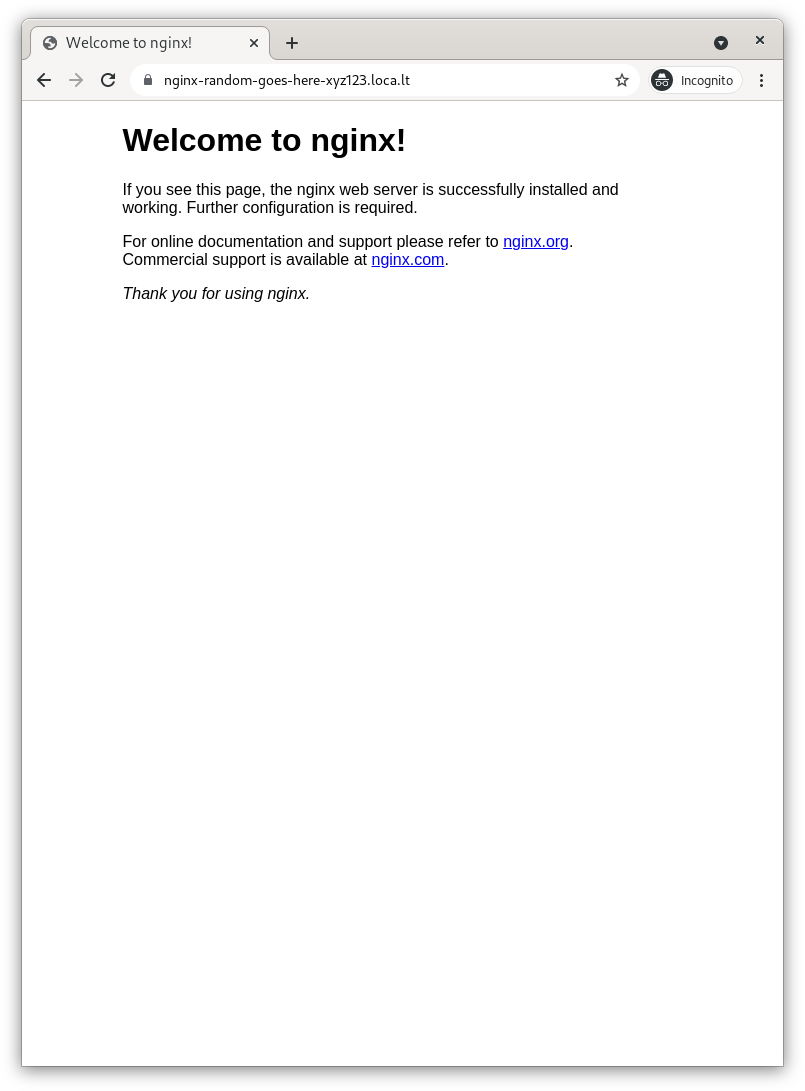 Welcome to nginx!
nginx-random-goes-here-xyz123.loca.lt
Incognito
Welcome to nginx!
If you see this page, the nginx web server is successfully installed and
working. Further configuration is required.
For online documentation and support please refer to nginx.org.
Commercial support is available at nginx.com.
Thank you for using nginx.